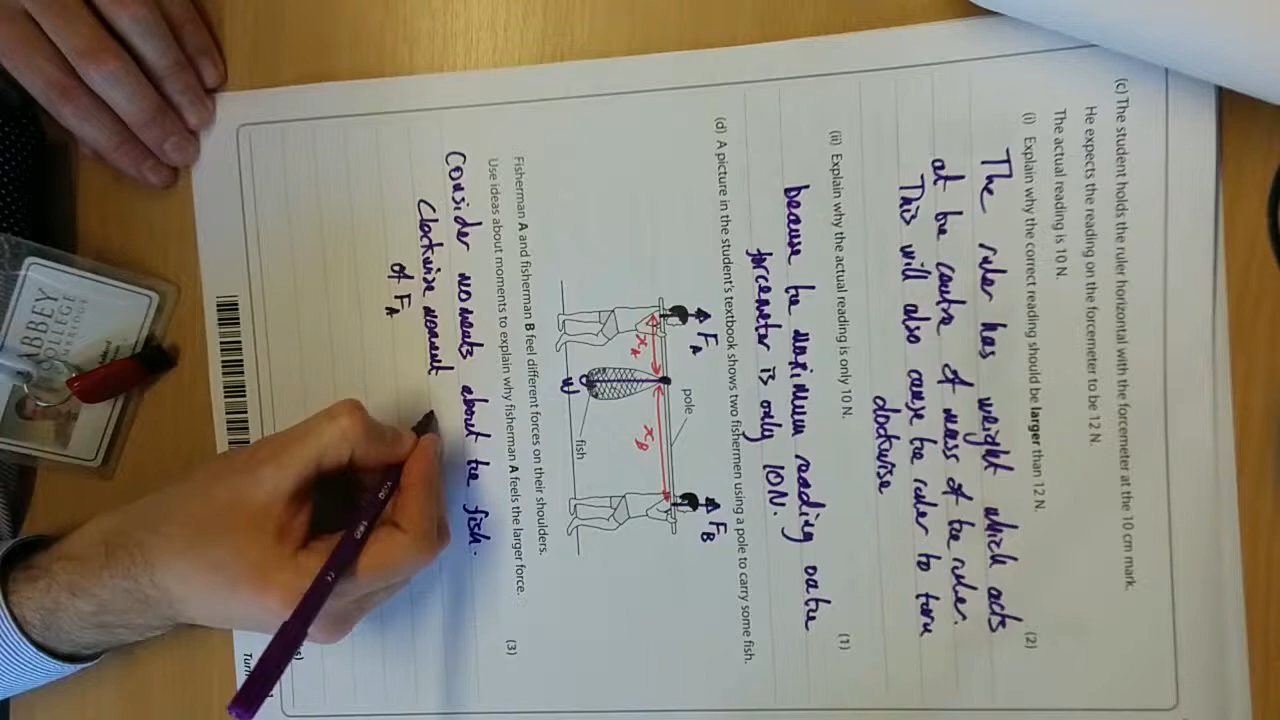 (c) The student holds the ruler horizontal with the forcemeter at the 10 cm mark.
He expects the reading on the forcemeter to be 12 N.
The actual reading is 10 N.
(i) Explain why the correct reading should be larger than 12 N.
(2)
The ruler has weight which acts
at the centre of mass of the ruler.
This will also cause the ruler to turn
clockwise
(ii) Explain why the actual reading is only 10 N.
(1)
because the maximum reading on the
forcemeter is only 10N.
(d) A picture in the student's textbook shows two fishermen using a pole to carry some fish.
FA
FB
pole
xA
xB
W
fish
Fisherman A and fisherman B feel different forces on their shoulders.
Use ideas about moments to explain why fisherman A feels the larger force.
(3)
Consider moments about the fish.
Clockwise moment
of FA
ABBEY
COLLEGE
CAMBRIDGE